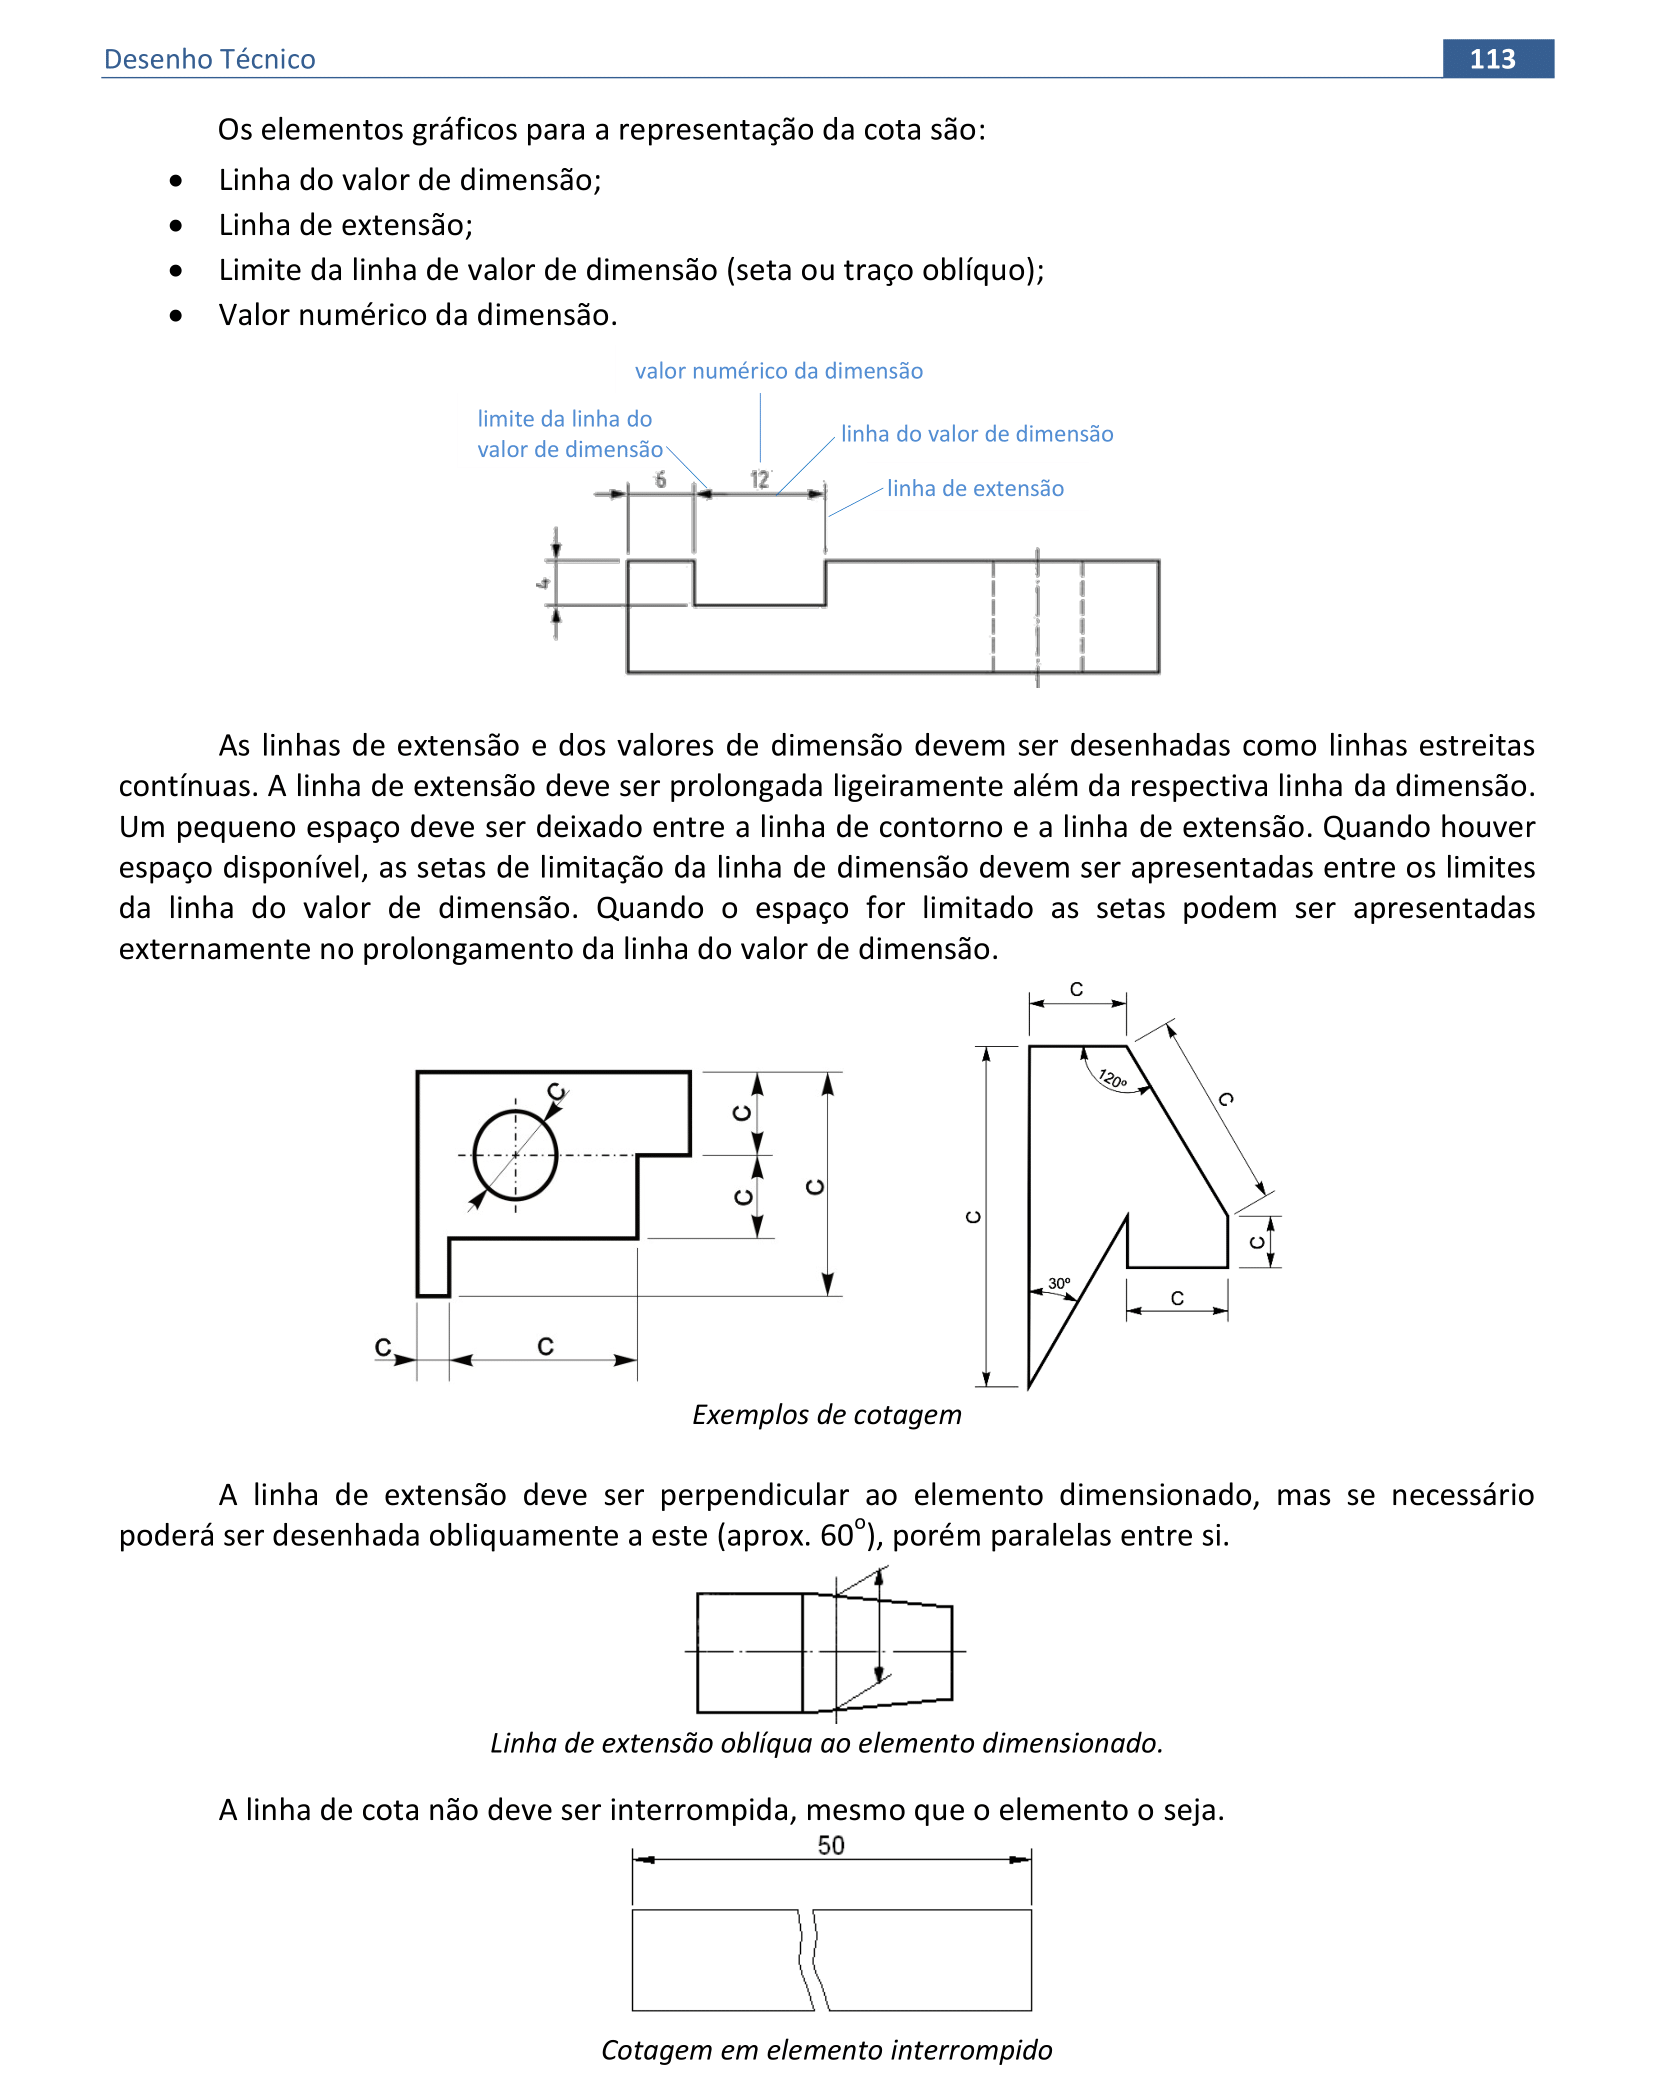 Desenho Técnico 113
Os elementos gráficos para a representação da cota são:
• Linha do valor de dimensão;
• Linha de extensão;
• Limite da linha de valor de dimensão (seta ou traço oblíquo);
• Valor numérico da dimensão.
valor numérico da dimensão
limite da linha do
valor de dimensão
linha do valor de dimensão
6 12
linha de extensão
4
As linhas de extensão e dos valores de dimensão devem ser desenhadas como linhas estreitas
contínuas. A linha de extensão deve ser prolongada ligeiramente além da respectiva linha da dimensão.
Um pequeno espaço deve ser deixado entre a linha de contorno e a linha de extensão. Quando houver
espaço disponível, as setas de limitação da linha de dimensão devem ser apresentadas entre os limites
da linha do valor de dimensão. Quando o espaço for limitado as setas podem ser apresentadas
externamente no prolongamento da linha do valor de dimensão.
C
C
C
C
C
C
C
C
120º
C
C
C
30º
C
Exemplos de cotagem
A linha de extensão deve ser perpendicular ao elemento dimensionado, mas se necessário
poderá ser desenhada obliquamente a este (aprox. 60º), porém paralelas entre si.
Linha de extensão oblíqua ao elemento dimensionado.
A linha de cota não deve ser interrompida, mesmo que o elemento o seja.
50
Cotagem em elemento interrompido